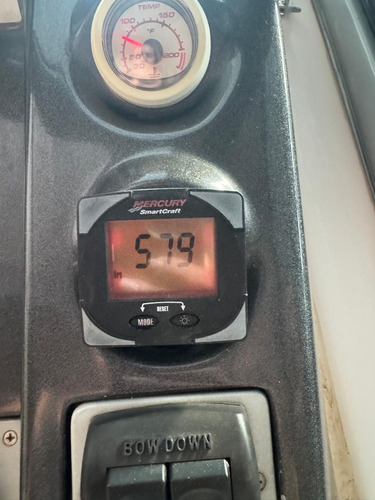 TEMP
100
150
°F
200
MERCURY
SmartCraft
579
RESET
MODE
BOW DOWN